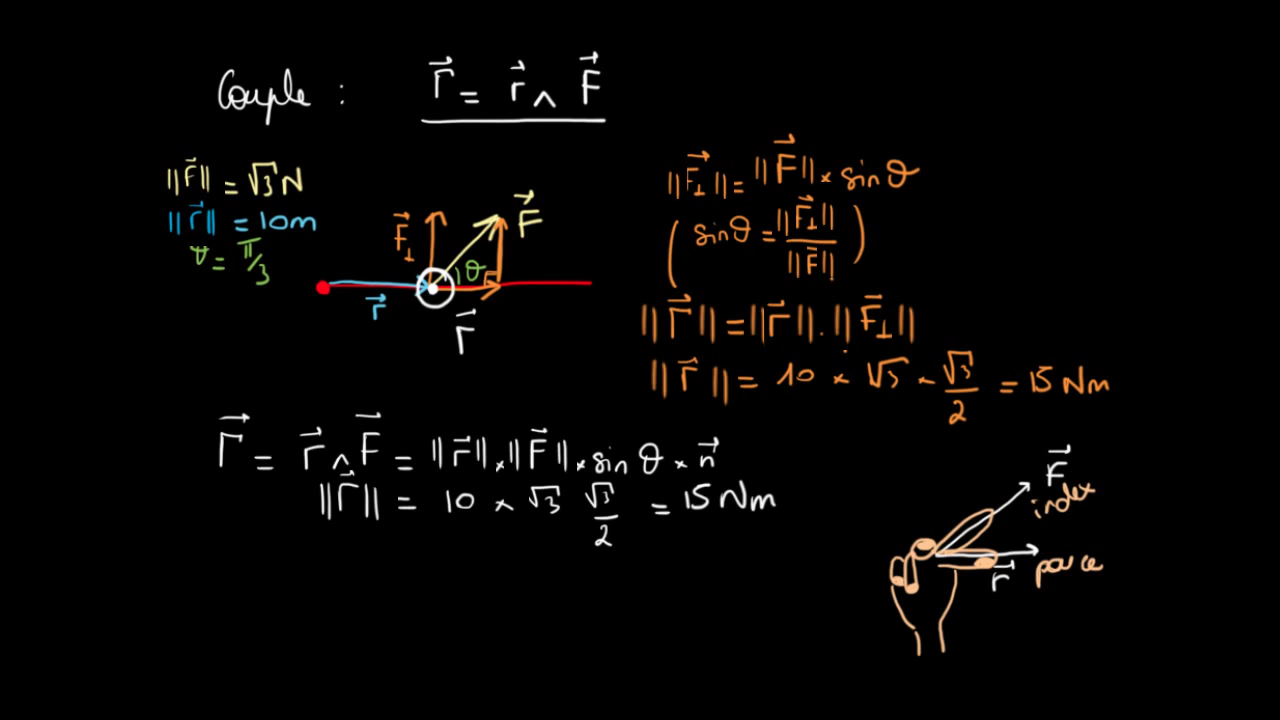 Couple : Γ⃗ = r⃗ ∧ F⃗
||F⃗|| = √3 N
||r⃗|| = 10m
θ = π/3
F⃗⊥
F⃗
θ
r⃗
Γ⃗
||F⃗⊥|| = ||F⃗|| × sin θ
( sin θ = ||F⃗⊥|| / ||F⃗|| )
||Γ⃗|| = ||r⃗|| . ||F⃗⊥||
||Γ⃗|| = 10 × √3 × √3/2 = 15 Nm
Γ⃗ = r⃗ ∧ F⃗ = ||r⃗|| × ||F⃗|| × sin θ × n⃗
||Γ⃗|| = 10 × √3 √3/2 = 15 Nm
F⃗
index
r⃗ pouce